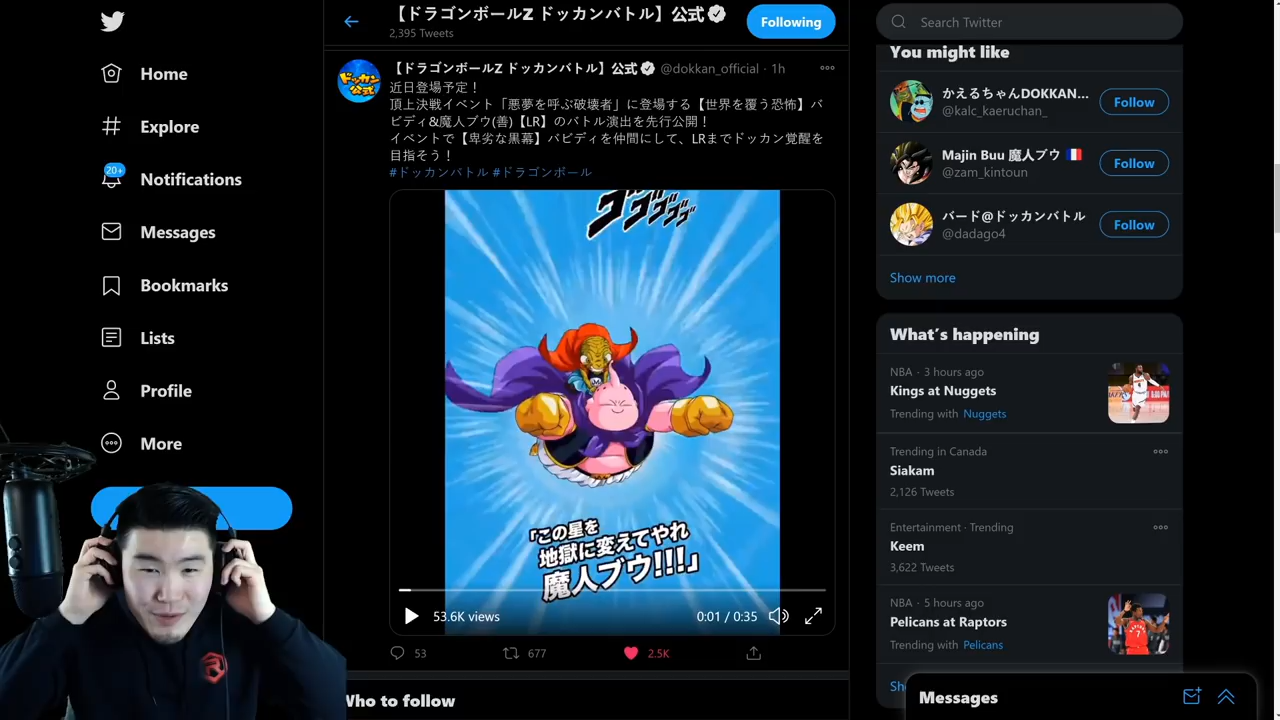 Home
Explore
20+
Notifications
Messages
Bookmarks
Lists
Profile
More
【ドラゴンボールZ ドッカンバトル】公式
2,395 Tweets
Following
ドッカン
公式
【ドラゴンボールZ ドッカンバトル】公式 @dokkan_official · 1h
近日登場予定！
頂上決戦イベント「悪夢を呼ぶ破壊者」に登場する【世界を覆う恐怖】バ
ビディ&魔人ブウ(善)【LR】のバトル演出を先行公開！
イベントで【卑劣な黒幕】バビディを仲間にして、LRまでドッカン覚醒を
目指そう！
#ドッカンバトル #ドラゴンボール
「この星を
地獄に変えてやれ
魔人ブウ!!!」
53.6K views
0:01 / 0:35
53
677
2.5K
Who to follow
Search Twitter
You might like
かえるちゃんDOKKAN...
@kalc_kaeruchan_
Follow
Majin Buu 魔人ブウ
@zam_kintoun
Follow
バード@ドッカンバトル
@dadago4
Follow
Show more
What's happening
NBA · 3 hours ago
Kings at Nuggets
Trending with Nuggets
Trending in Canada
Siakam
2,126 Tweets
Entertainment · Trending
Keem
3,622 Tweets
NBA · 5 hours ago
Pelicans at Raptors
Trending with Pelicans
Messages